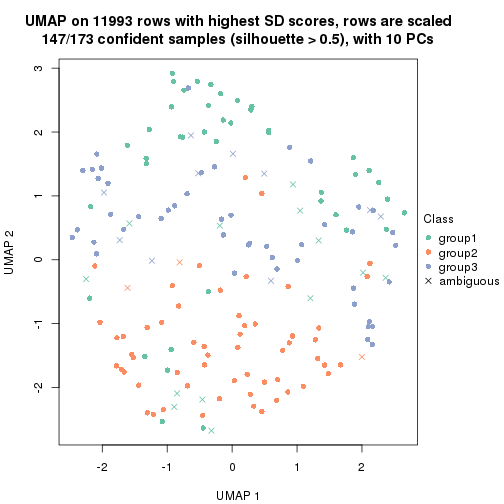 UMAP on 11993 rows with highest SD scores, rows are scaled
147/173 confident samples (silhouette > 0.5), with 10 PCs
3
2
1
0
-1
-2
UMAP 2
-2
-1
0
1
2
UMAP 1
Class
group1
group2
group3
ambiguous